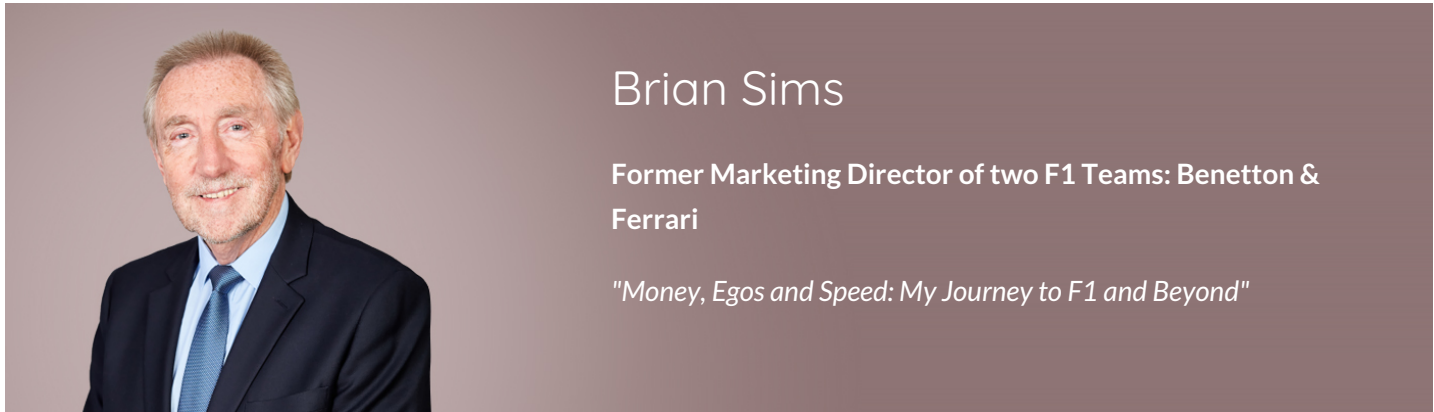 Brian Sims
Former Marketing Director of two F1 Teams: Benetton &
Ferrari
"Money, Egos and Speed: My Journey to F1 and Beyond"